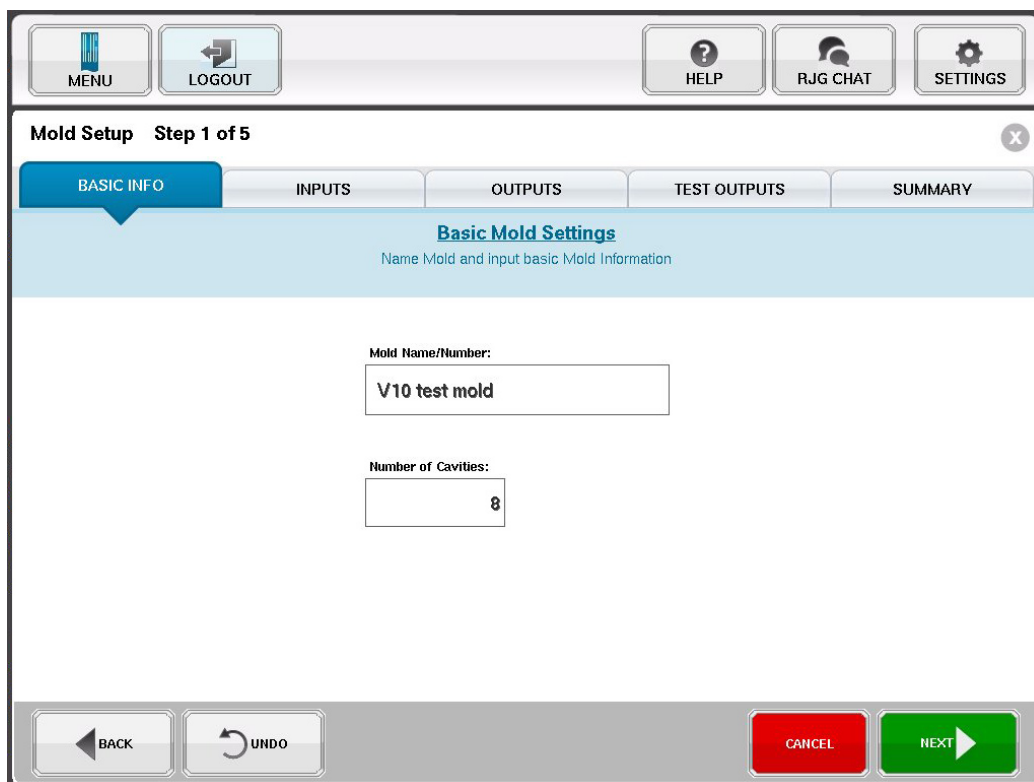 MENU
LOGOUT
HELP
RJG CHAT
SETTINGS
Mold Setup Step 1 of 5
X
BASIC INFO
INPUTS
OUTPUTS
TEST OUTPUTS
SUMMARY
Basic Mold Settings
Name Mold and input basic Mold Information
Mold Name/Number:
V10 test mold
Number of Cavities:
8
BACK
UNDO
CANCEL
NEXT